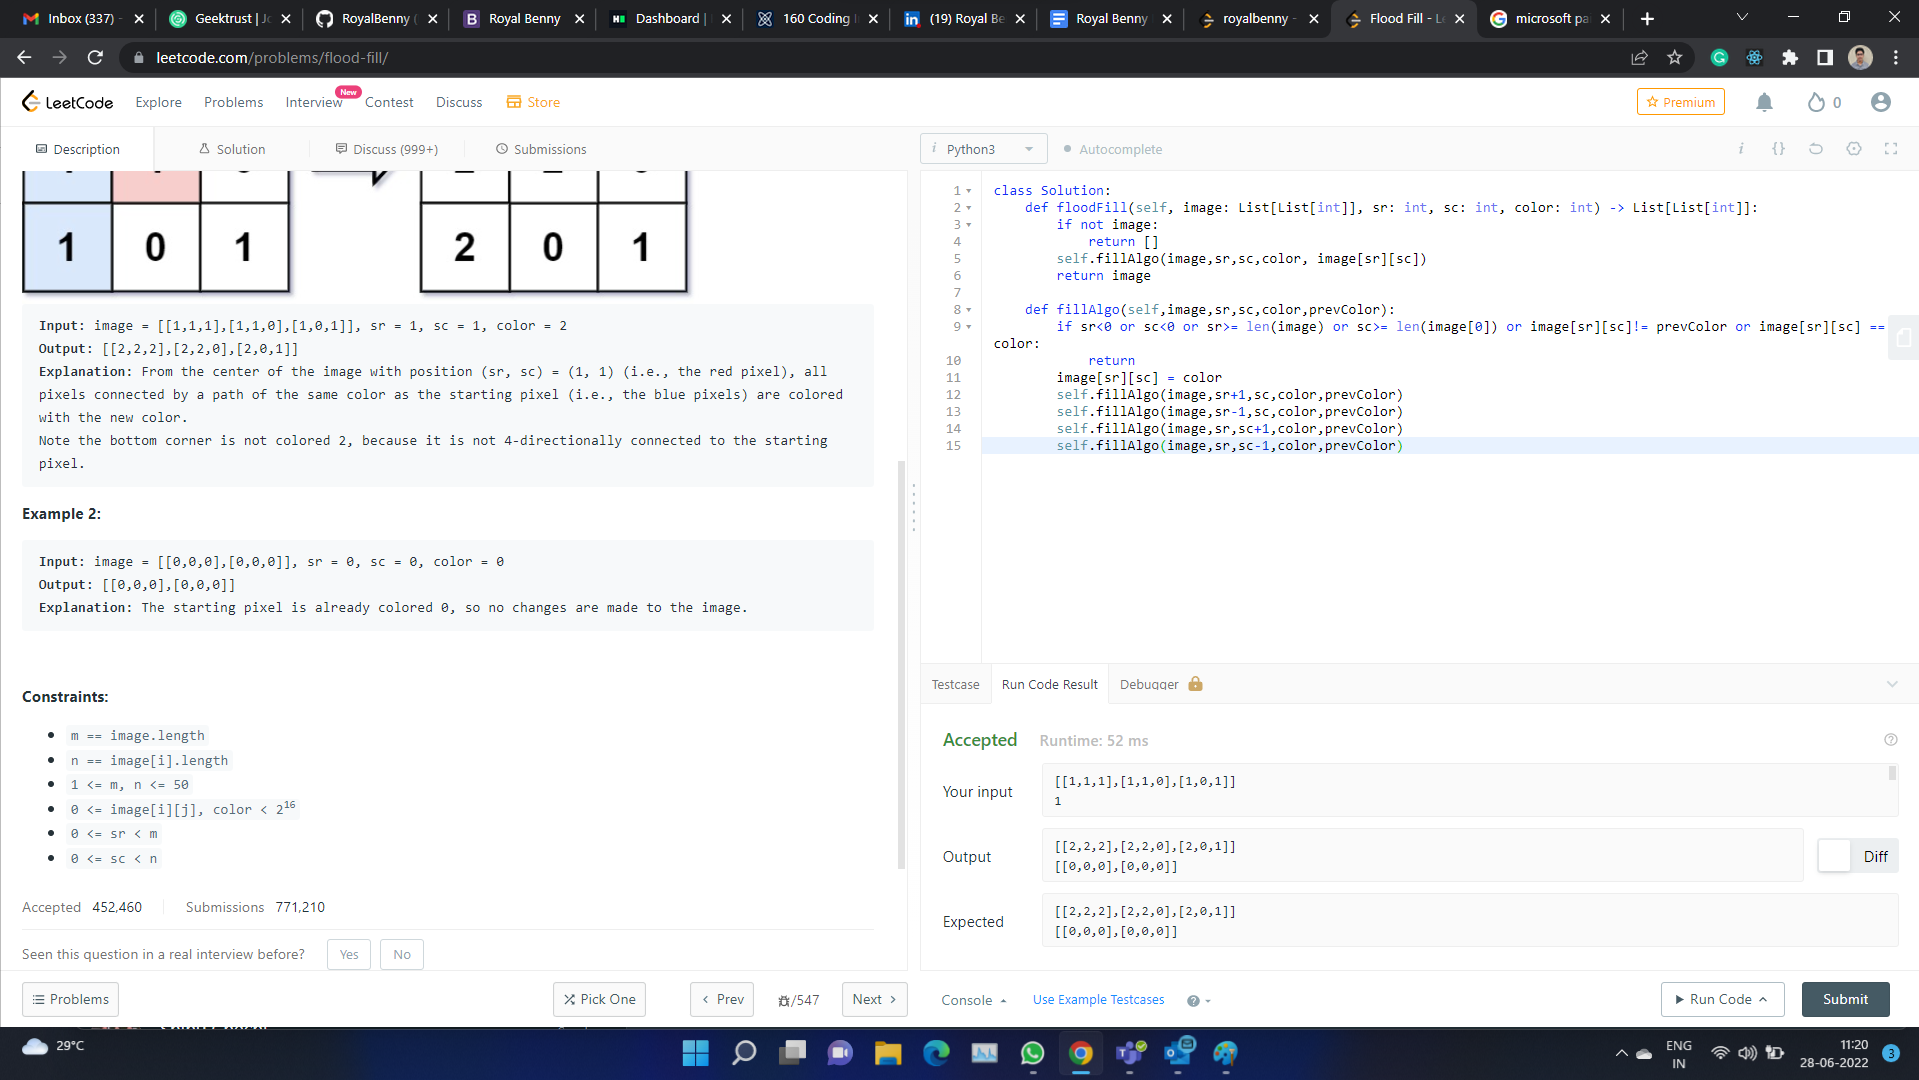 Inbox (337) -
Geektrust | Jo
RoyalBenny (
Royal Benny
Dashboard |
160 Coding I
(19) Royal Be
Royal Benny
royalbenny -
Flood Fill - Le
microsoft pa
leetcode.com/problems/flood-fill/
LeetCode
Explore
Problems
Interview
New
Contest
Discuss
Store
Premium
0
Description
Solution
Discuss (999+)
Submissions
Python3
Autocomplete
1 0 1
2 0 1
Input: image = [[1,1,1],[1,1,0],[1,0,1]], sr = 1, sc = 1, color = 2
Output: [[2,2,2],[2,2,0],[2,0,1]]
Explanation: From the center of the image with position (sr, sc) = (1, 1) (i.e., the red pixel), all
pixels connected by a path of the same color as the starting pixel (i.e., the blue pixels) are colored
with the new color.
Note the bottom corner is not colored 2, because it is not 4-directionally connected to the starting
pixel.
Example 2:
Input: image = [[0,0,0],[0,0,0]], sr = 0, sc = 0, color = 0
Output: [[0,0,0],[0,0,0]]
Explanation: The starting pixel is already colored 0, so no changes are made to the image.
Constraints:
m == image.length
n == image[i].length
1 <= m, n <= 50
0 <= image[i][j], color < 2^16
0 <= sr < m
0 <= sc < n
Accepted 452,460
Submissions 771,210
Seen this question in a real interview before?
Yes
No
Problems
Pick One
Prev
/547
Next
1 class Solution:
2 def floodFill(self, image: List[List[int]], sr: int, sc: int, color: int) -> List[List[int]]:
3 if not image:
4 return []
5 self.fillAlgo(image,sr,sc,color, image[sr][sc])
6 return image
7
8 def fillAlgo(self,image,sr,sc,color,prevColor):
9 if sr<0 or sc<0 or sr>= len(image) or sc>= len(image[0]) or image[sr][sc]!= prevColor or image[sr][sc] ==
color:
10 return
11 image[sr][sc] = color
12 self.fillAlgo(image,sr+1,sc,color,prevColor)
13 self.fillAlgo(image,sr-1,sc,color,prevColor)
14 self.fillAlgo(image,sr,sc+1,color,prevColor)
15 self.fillAlgo(image,sr,sc-1,color,prevColor)
Testcase
Run Code Result
Debugger
Accepted
Runtime: 52 ms
Your input
[[1,1,1],[1,1,0],[1,0,1]]
1
Output
[[2,2,2],[2,2,0],[2,0,1]]
[[0,0,0],[0,0,0]]
Diff
Expected
[[2,2,2],[2,2,0],[2,0,1]]
[[0,0,0],[0,0,0]]
Console
Use Example Testcases
Run Code
Submit
29°C
ENG
IN
11:20
28-06-2022
3